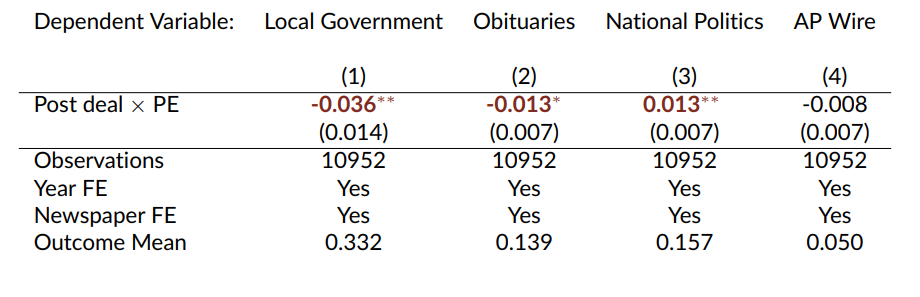 Dependent Variable: Local Government Obituaries National Politics AP Wire
(1) (2) (3) (4)
Post deal × PE -0.036** -0.013* 0.013** -0.008
(0.014) (0.007) (0.007) (0.007)
Observations 10952 10952 10952 10952
Year FE Yes Yes Yes Yes
Newspaper FE Yes Yes Yes Yes
Outcome Mean 0.332 0.139 0.157 0.050